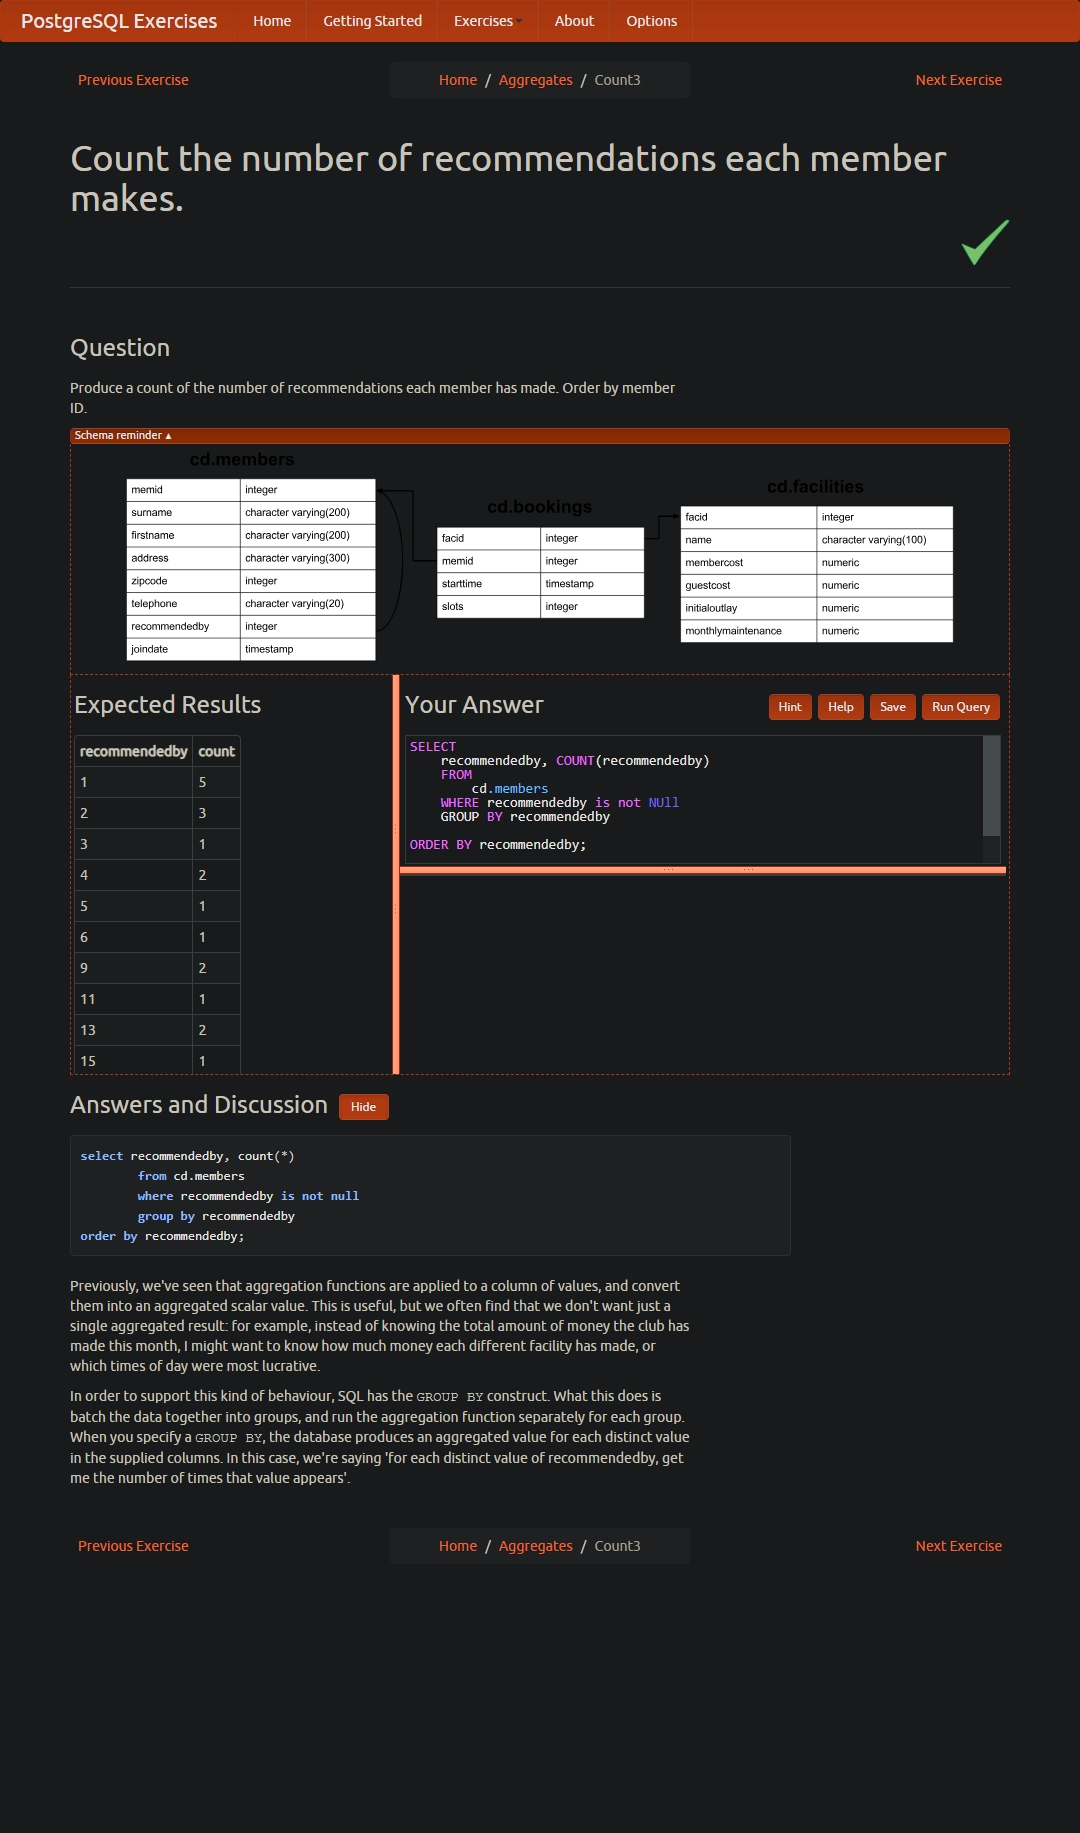 PostgreSQL Exercises Home Getting Started Exercises About Options
Previous Exercise Home / Aggregates / Count3 Next Exercise
Count the number of recommendations each member
makes.
Question
Produce a count of the number of recommendations each member has made. Order by member
ID.
Schema reminder ▲
cd.members
memid integer
surname character varying(200)
firstname character varying(200)
address character varying(300)
zipcode integer
telephone character varying(20)
recommendedby integer
joindate timestamp
cd.bookings
facid integer
memid integer
starttime timestamp
slots integer
cd.facilities
facid integer
name character varying(100)
membercost numeric
guestcost numeric
initialoutlay numeric
monthlymaintenance numeric
Expected Results
recommendedby count
1 5
2 3
3 1
4 2
5 1
6 1
9 2
11 1
13 2
15 1
Your Answer Hint Help Save Run Query
SELECT
recommendedby, COUNT(recommendedby)
FROM
cd.members
WHERE recommendedby is not NUll
GROUP BY recommendedby
ORDER BY recommendedby;
Answers and Discussion Hide
select recommendedby, count(*)
from cd.members
where recommendedby is not null
group by recommendedby
order by recommendedby;
Previously, we've seen that aggregation functions are applied to a column of values, and convert
them into an aggregated scalar value. This is useful, but we often find that we don't want just a
single aggregated result: for example, instead of knowing the total amount of money the club has
made this month, I might want to know how much money each different facility has made, or
which times of day were most lucrative.
In order to support this kind of behaviour, SQL has the GROUP BY construct. What this does is
batch the data together into groups, and run the aggregation function separately for each group.
When you specify a GROUP BY, the database produces an aggregated value for each distinct value
in the supplied columns. In this case, we're saying 'for each distinct value of recommendedby, get
me the number of times that value appears'.
Previous Exercise Home / Aggregates / Count3 Next Exercise